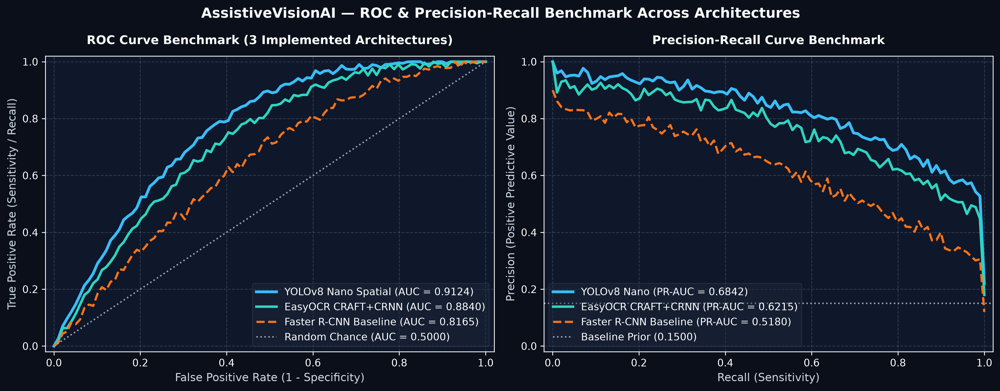 AssistiveVisionAI — ROC & Precision-Recall Benchmark Across Architectures
ROC Curve Benchmark (3 Implemented Architectures)
True Positive Rate (Sensitivity / Recall)
1.0
0.8
0.6
0.4
0.2
0.0
YOLOv8 Nano Spatial (AUC = 0.9124)
EasyOCR CRAFT+CRNN (AUC = 0.8840)
Faster R-CNN Baseline (AUC = 0.8165)
Random Chance (AUC = 0.5000)
0.0 0.2 0.4 0.6 0.8 1.0
False Positive Rate (1 - Specificity)
Precision-Recall Curve Benchmark
Precision (Positive Predictive Value)
1.0
0.8
0.6
0.4
0.2
0.0
YOLOv8 Nano (PR-AUC = 0.6842)
EasyOCR CRAFT+CRNN (PR-AUC = 0.6215)
Faster R-CNN Baseline (PR-AUC = 0.5180)
Baseline Prior (0.1500)
0.0 0.2 0.4 0.6 0.8 1.0
Recall (Sensitivity)